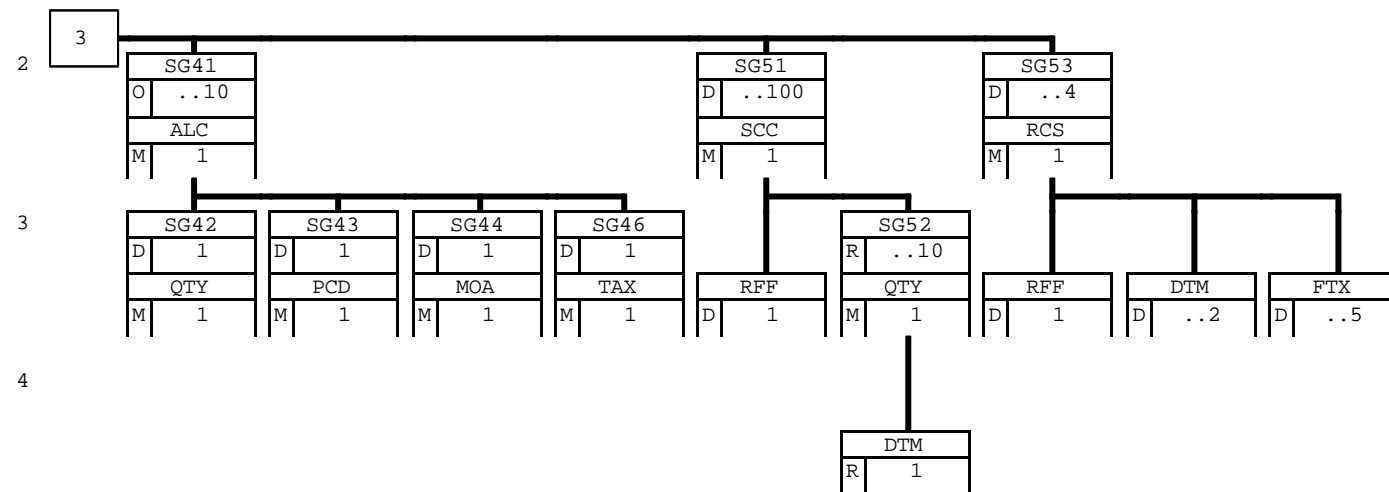 3
2 SG41 SG51 SG53
O ..10 D ..100 D ..4
ALC SCC RCS
M 1 M 1 M 1
3 SG42 SG43 SG44 SG46 SG52
D 1 D 1 D 1 D 1 R ..10
QTY PCD MOA TAX RFF QTY RFF DTM FTX
M 1 M 1 M 1 M 1 D 1 M 1 D 1 D ..2 D ..5
4
DTM
R 1